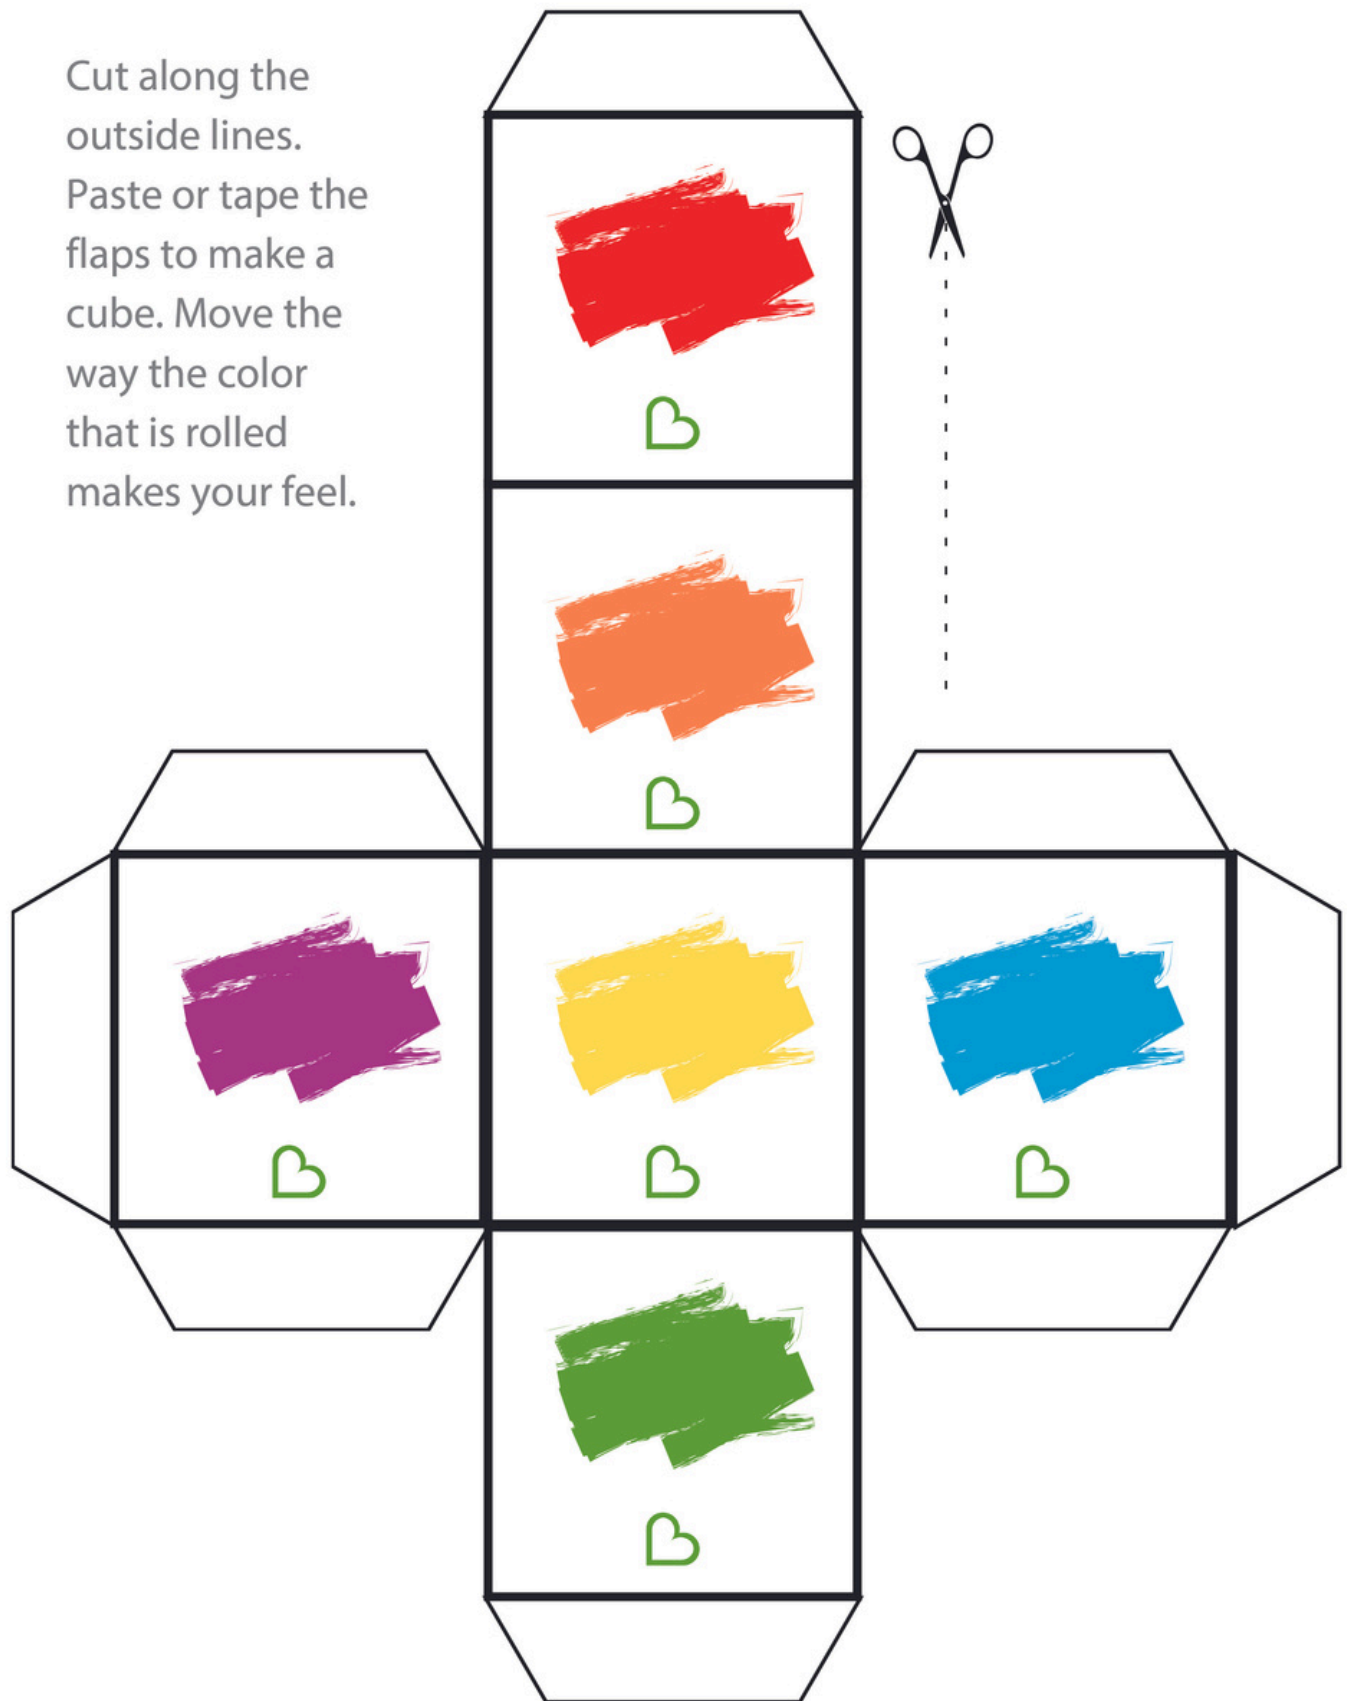 Cut along the
outside lines.
Paste or tape the
flaps to make a
cube. Move the
way the color
that is rolled
makes your feel.